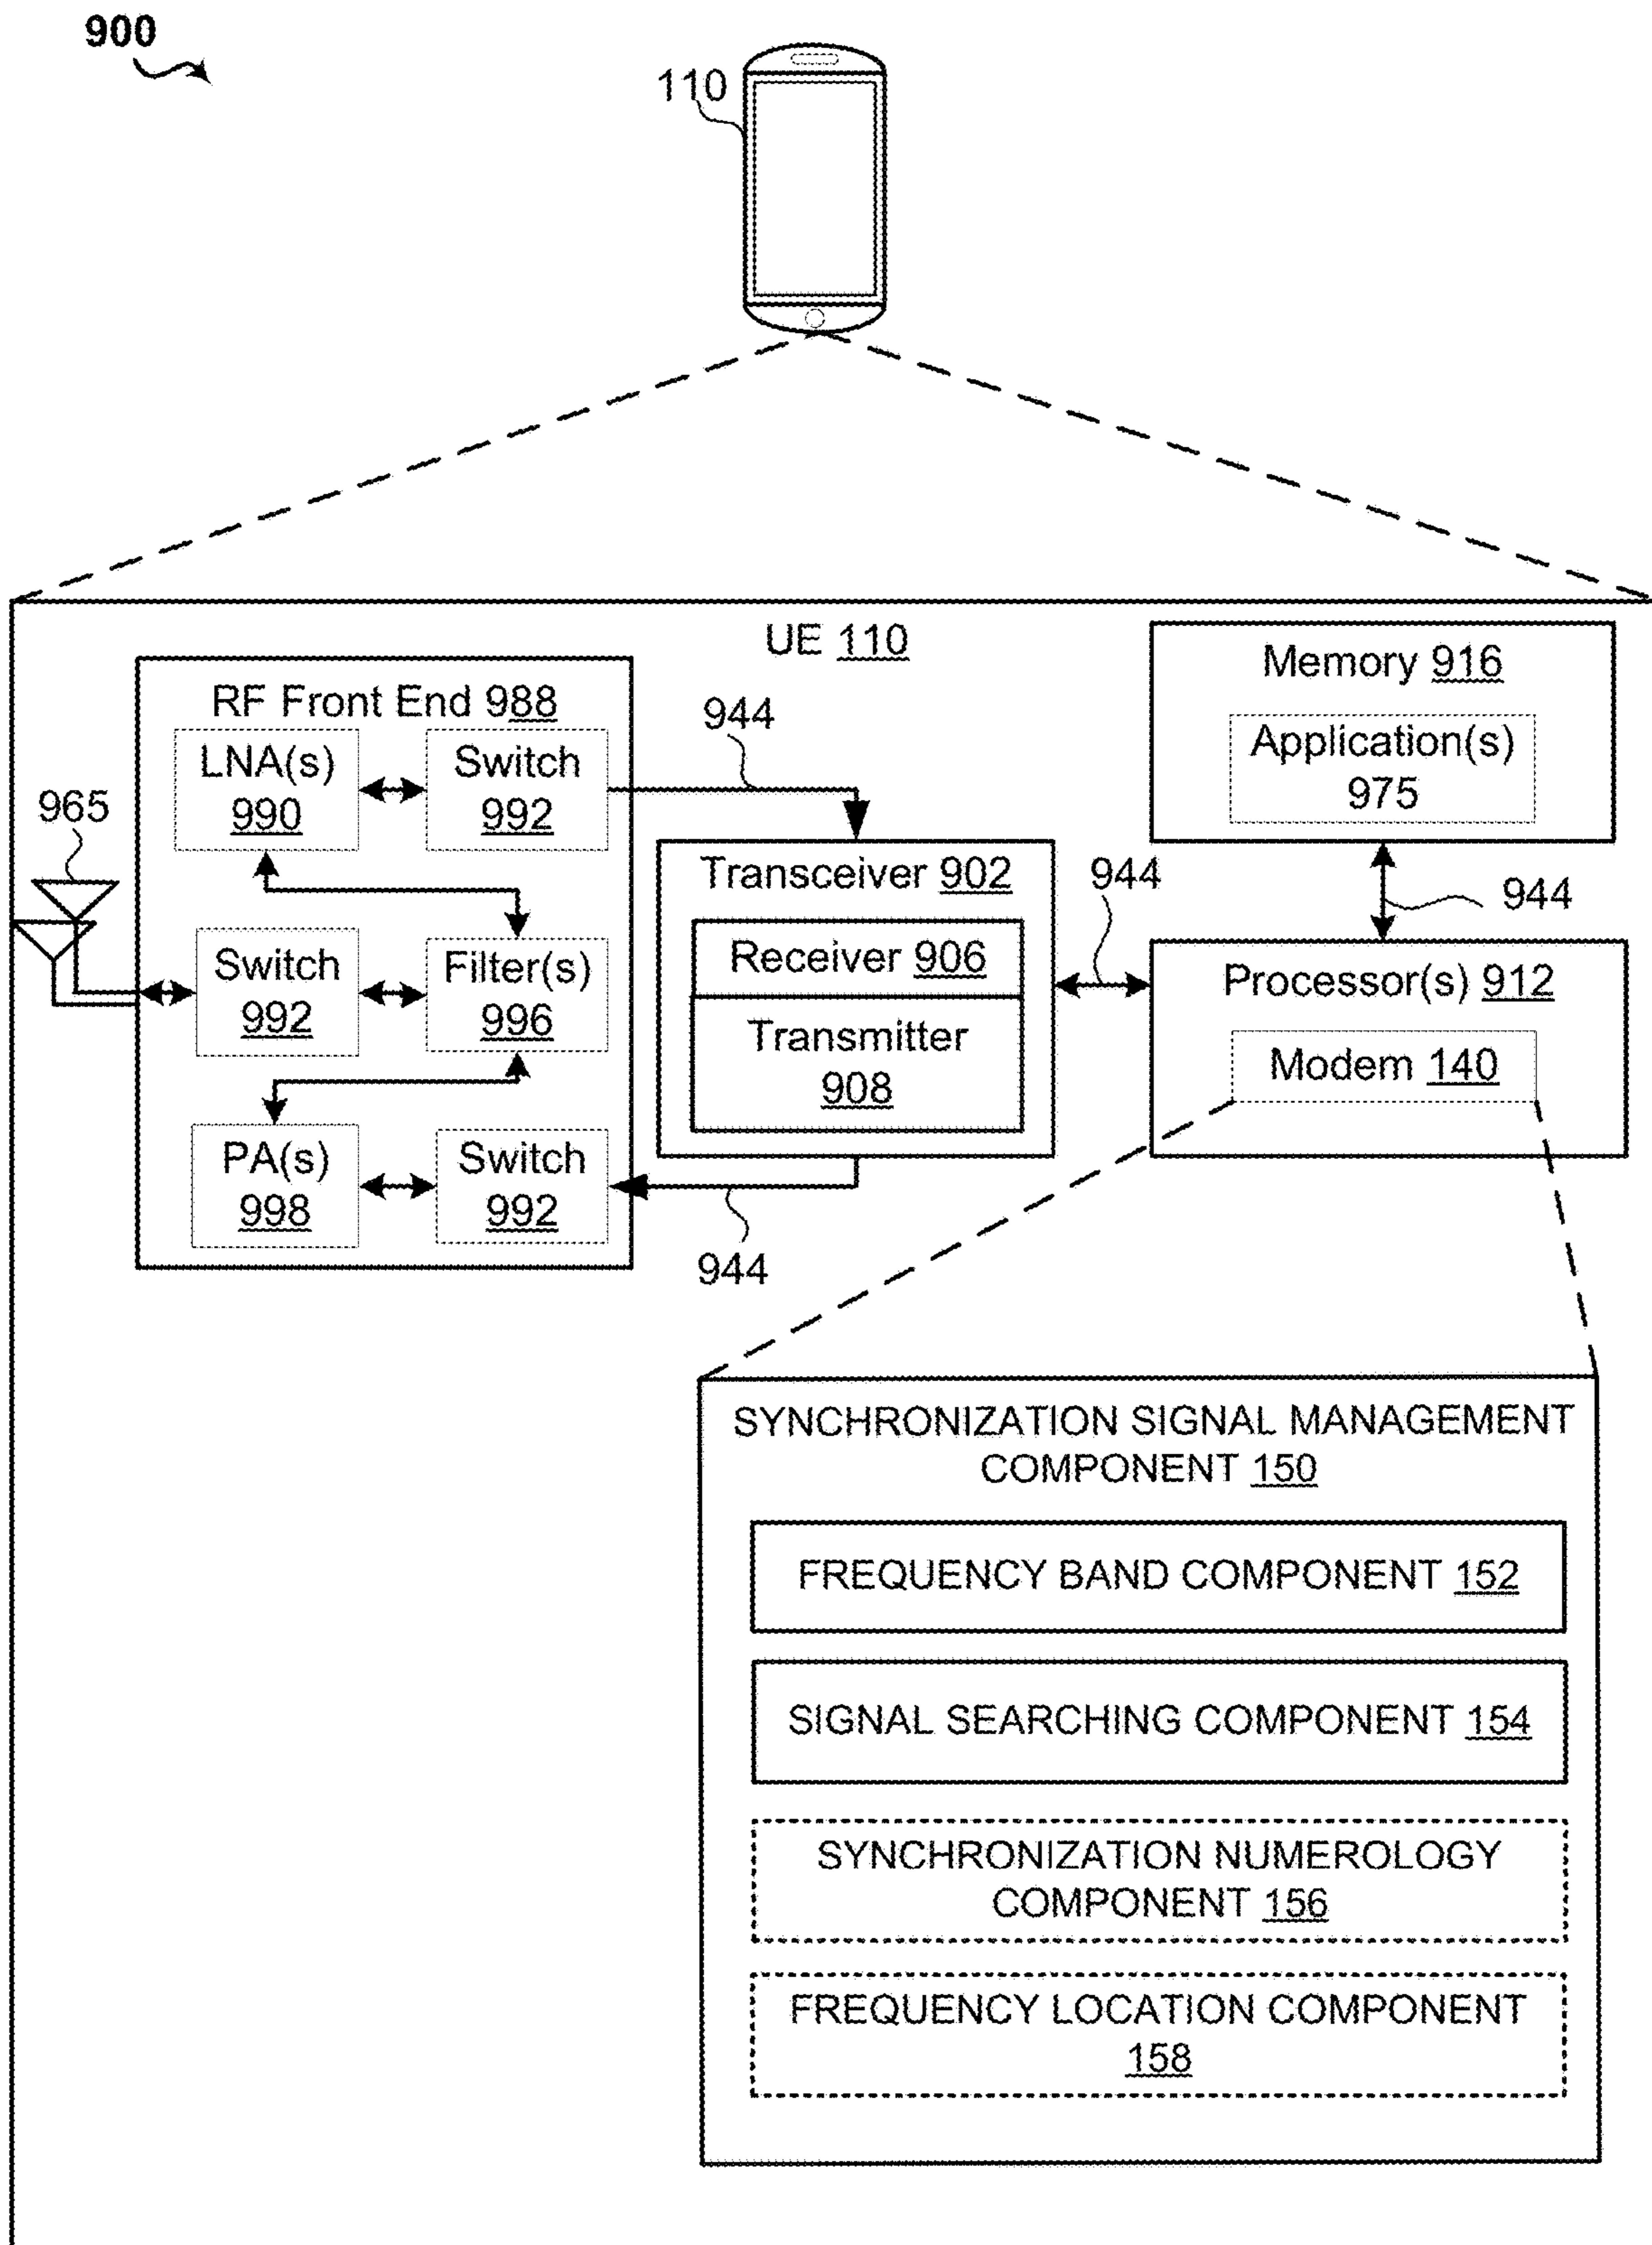 900
110
UE 110
RF Front End 988
LNA(s)
990
Switch
992
944
965
Switch
992
Filter(s)
996
PA(s)
998
Switch
992
944
Transceiver 902
Receiver 906
Transmitter
908
944
Memory 916
Application(s)
975
944
Processor(s) 912
Modem 140
SYNCHRONIZATION SIGNAL MANAGEMENT
COMPONENT 150
FREQUENCY BAND COMPONENT 152
SIGNAL SEARCHING COMPONENT 154
SYNCHRONIZATION NUMEROLOGY
COMPONENT 156
FREQUENCY LOCATION COMPONENT
158